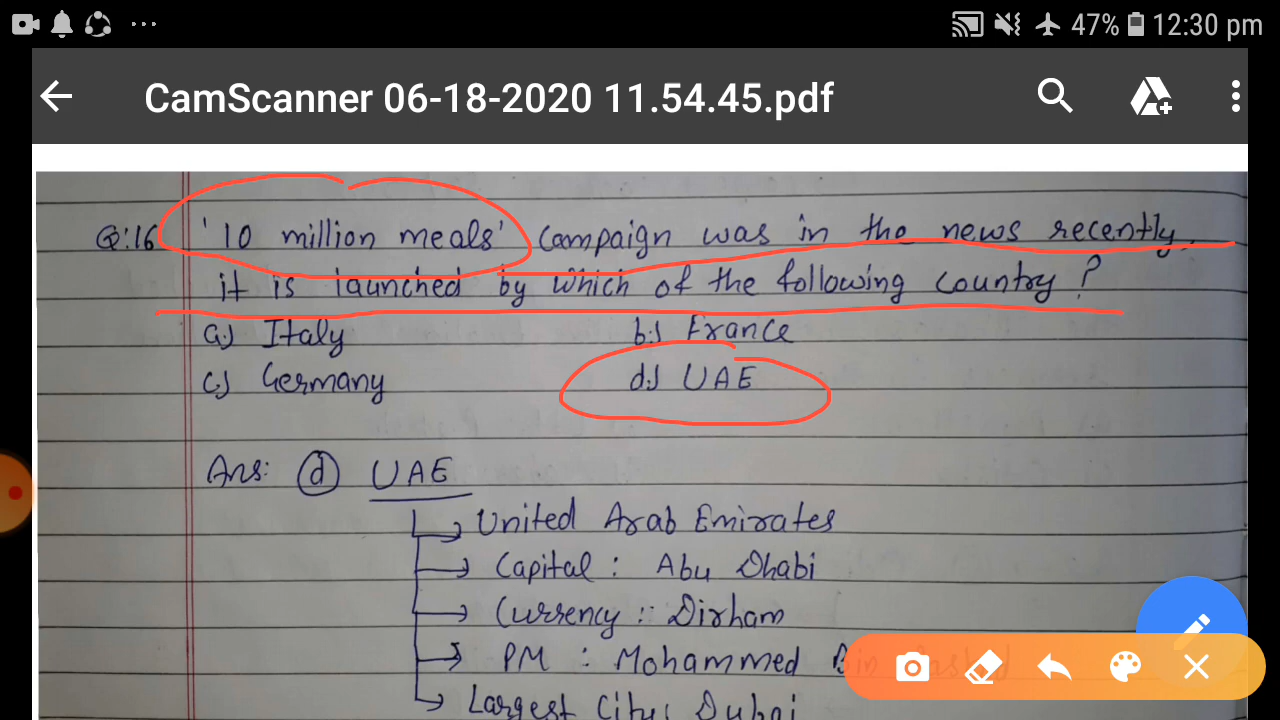 47% 12:30 pm
CamScanner 06-18-2020 11.54.45.pdf
Q:16 '10 million meals' Campaign was in the news recently.
it is launched by which of the following country ?
a.) Italy b.) France
c.) Germany d.) UAE
Ans: (d) UAE
United Arab Emirates
Capital : Abu Dhabi
Currency : Dirham
PM : Mohammed Bin
Largest City: Dubai